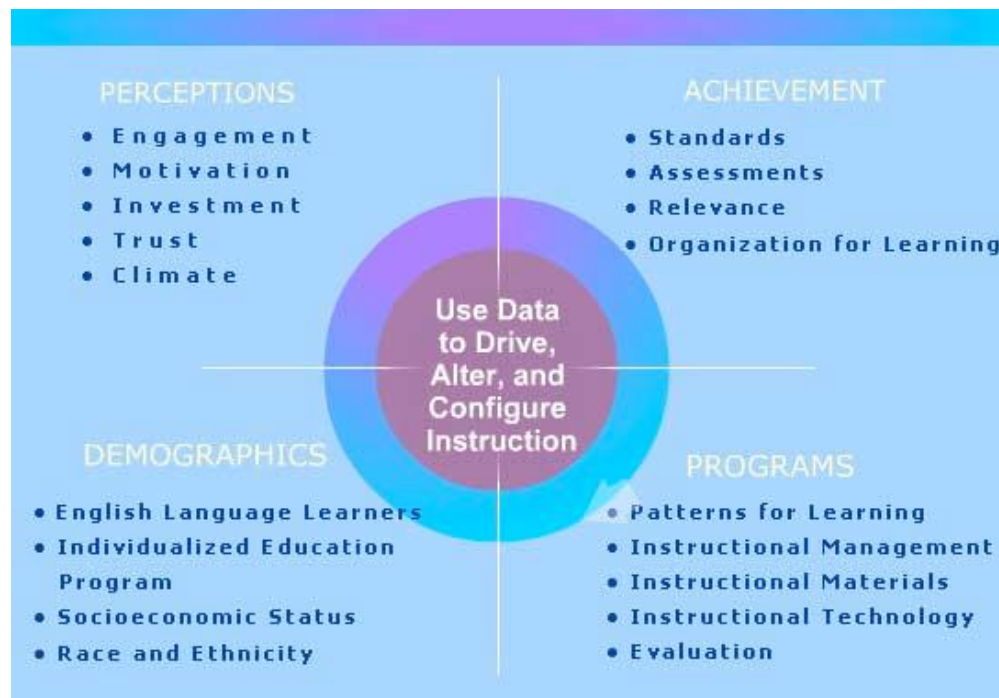 PERCEPTIONS
• Engagement
• Motivation
• Investment
• Trust
• Climate
ACHIEVEMENT
• Standards
• Assessments
• Relevance
• Organization for Learning
Use Data
to Drive,
Alter, and
Configure
Instruction
DEMOGRAPHICS
• English Language Learners
• Individualized Education
Program
• Socioeconomic Status
• Race and Ethnicity
PROGRAMS
• Patterns for Learning
• Instructional Management
• Instructional Materials
• Instructional Technology
• Evaluation